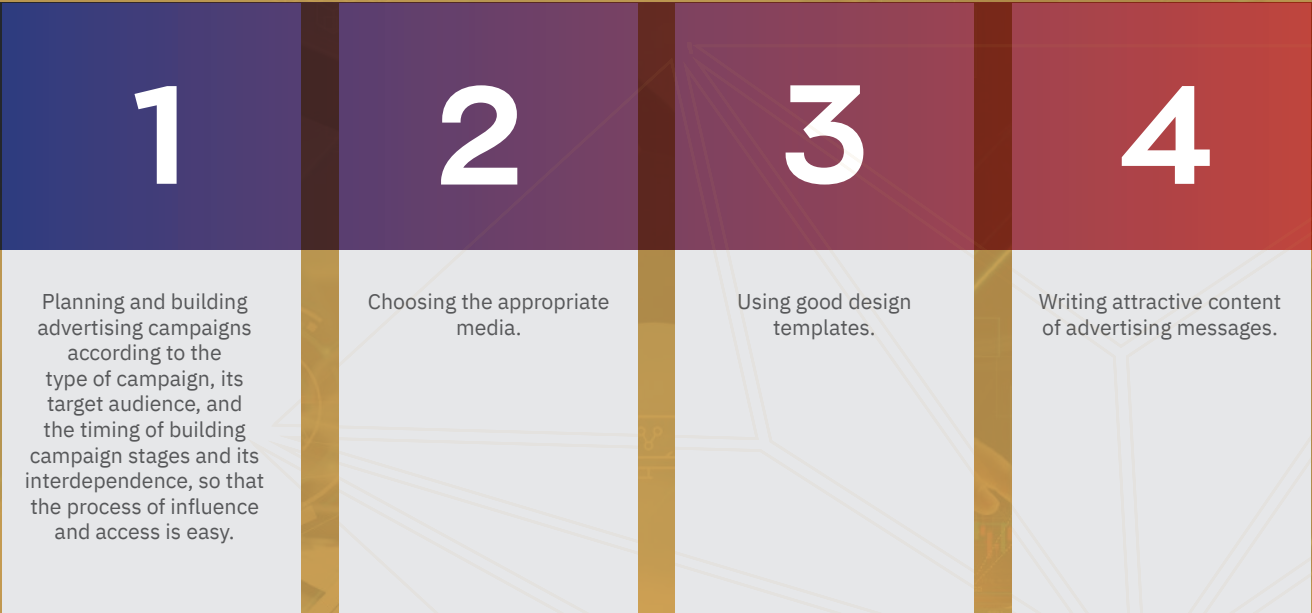 1
Planning and building
advertising campaigns
according to the
type of campaign, its
target audience, and
the timing of building
campaign stages and its
interdependence, so that
the process of influence
and access is easy.
2
Choosing the appropriate
media.
3
Using good design
templates.
4
Writing attractive content
of advertising messages.